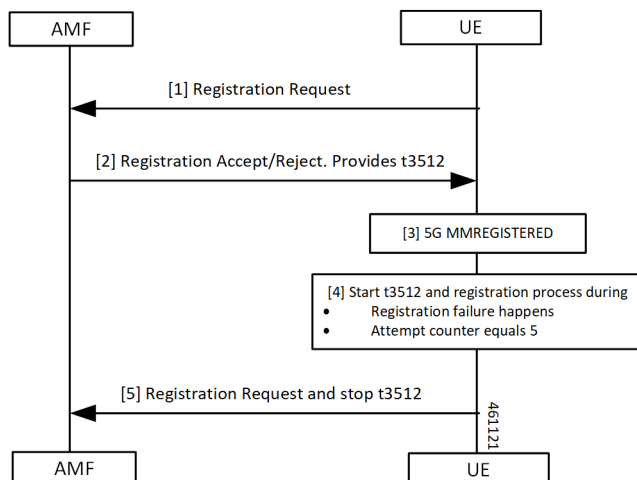 AMF
UE
[1] Registration Request
[2] Registration Accept/Reject. Provides t3512
[3] 5G MMREGISTERED
[4] Start t3512 and registration process during
• Registration failure happens
• Attempt counter equals 5
[5] Registration Request and stop t3512
461121
AMF
UE